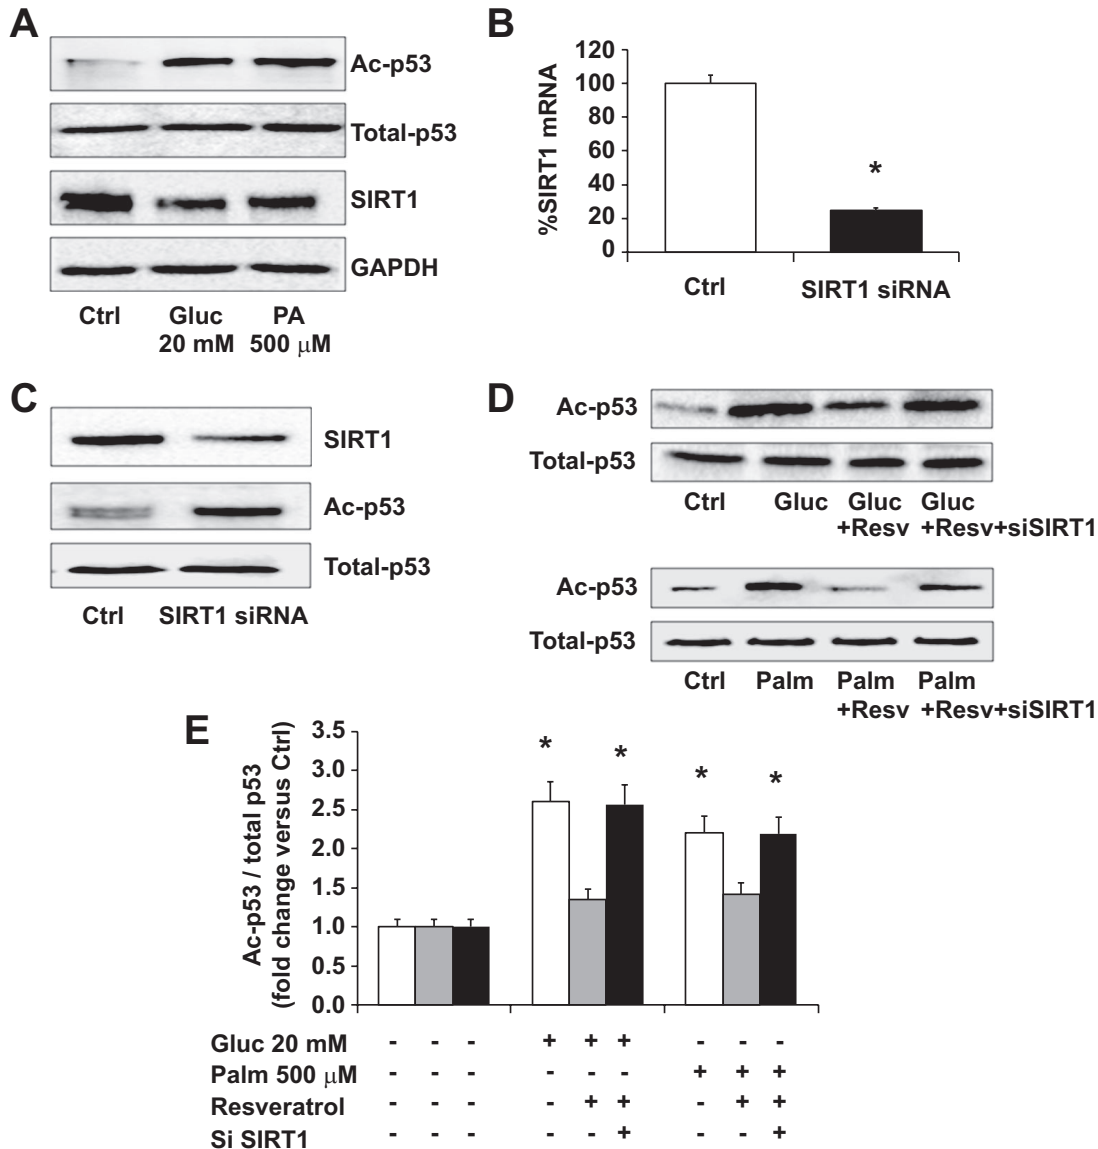 A
Ac-p53
Total-p53
SIRT1
GAPDH
Ctrl Gluc PA
20 mM 500 μM
B
%SIRT1 mRNA
120
100
80
60
40
20
0
*
Ctrl SIRT1 siRNA
C
SIRT1
Ac-p53
Total-p53
Ctrl SIRT1 siRNA
D
Ac-p53
Total-p53
Ctrl Gluc Gluc Gluc
+Resv +Resv+siSIRT1
Ac-p53
Total-p53
Ctrl Palm Palm Palm
+Resv +Resv+siSIRT1
E
Ac-p53 / total p53
(fold change versus Ctrl)
3.5
3.0
2.5
2.0
1.5
1.0
0.5
0.0
* * * *
Gluc 20 mM - - - + + + - - -
Palm 500 μM - - - - - - + + +
Resveratrol - - - - + + - + +
Si SIRT1 - - - - - + - - +